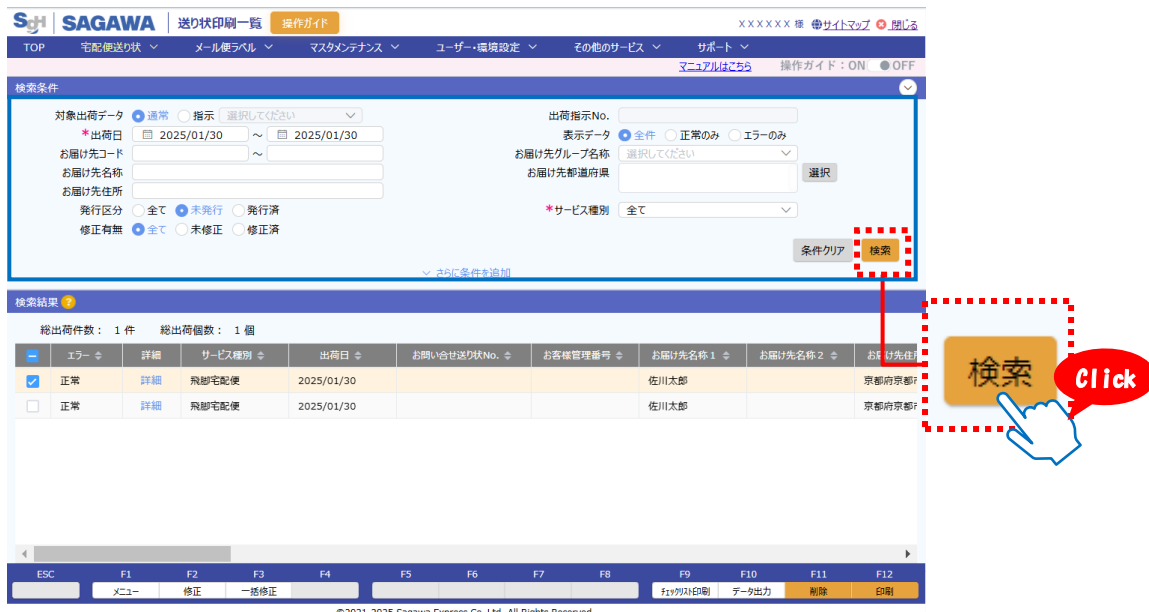 SgH SAGAWA 送り状印刷一覧 操作ガイド XXXXXX 様 サイトマップ 閉じる
TOP 宅配便送り状 メール便ラベル マスタメンテナンス ユーザー・環境設定 その他のサービス サポート
マニュアルはこちら 操作ガイド：ON OFF
検索条件
対象出荷データ 通常 指示 選択してください 出荷指示No.
*出荷日 2025/01/30 ～ 2025/01/30 表示データ 全件 正常のみ エラーのみ
お届け先コード ～ お届け先グループ名称 選択してください
お届け先名称 お届け先都道府県 選択
お届け先住所
発行区分 全て 未発行 発行済 *サービス種別 全て
修正有無 全て 未修正 修正済
条件クリア 検索
さらに条件を追加
検索結果 ?
総出荷件数： 1 件 総出荷個数： 1 個
エラー 詳細 サービス種別 出荷日 お問い合せ送り状No. お客様管理番号 お届け先名称１ お届け先名称２ お届け先住所
正常 詳細 飛脚宅配便 2025/01/30 佐川太郎 京都府京都市
正常 詳細 飛脚宅配便 2025/01/30 佐川太郎 京都府京都市
検索 Click
ESC F1 F2 F3 F4 F5 F6 F7 F8 F9 F10 F11 F12
メニュー 修正 一括修正 チェックリスト印刷 データ出力 削除 印刷
©2021-2025 Sagawa Express Co.,Ltd. All Rights Reserved.